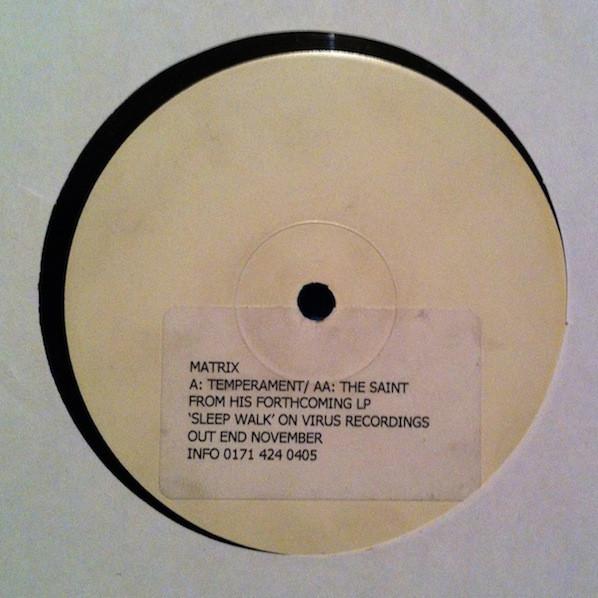 MATRIX
A: TEMPERAMENT/ AA: THE SAINT
FROM HIS FORTHCOMING LP
‘SLEEP WALK’ ON VIRUS RECORDINGS
OUT END NOVEMBER
INFO 0171 424 0405